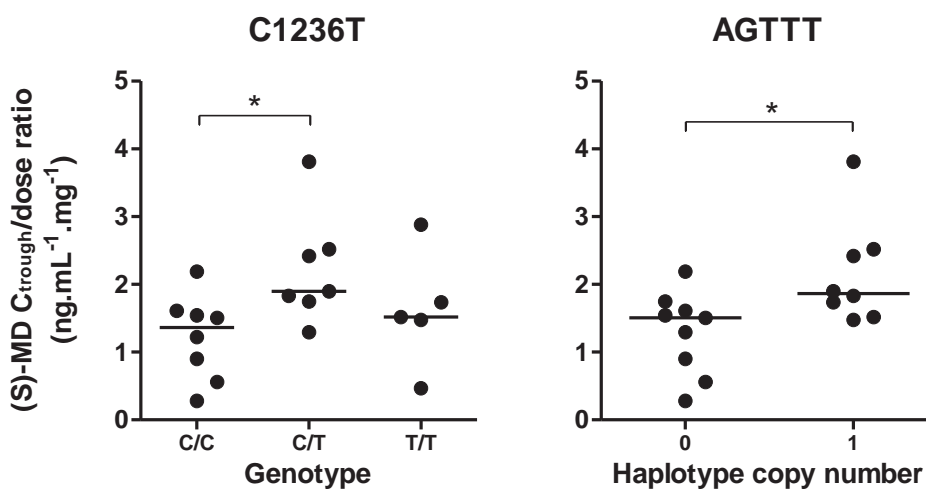 C1236T
AGTTT
(S)-MD Ctrough/dose ratio
(ng.mL-1.mg-1)
5
4
3
2
1
0
*
C/C C/T T/T
Genotype
5
4
3
2
1
0
*
0 1
Haplotype copy number